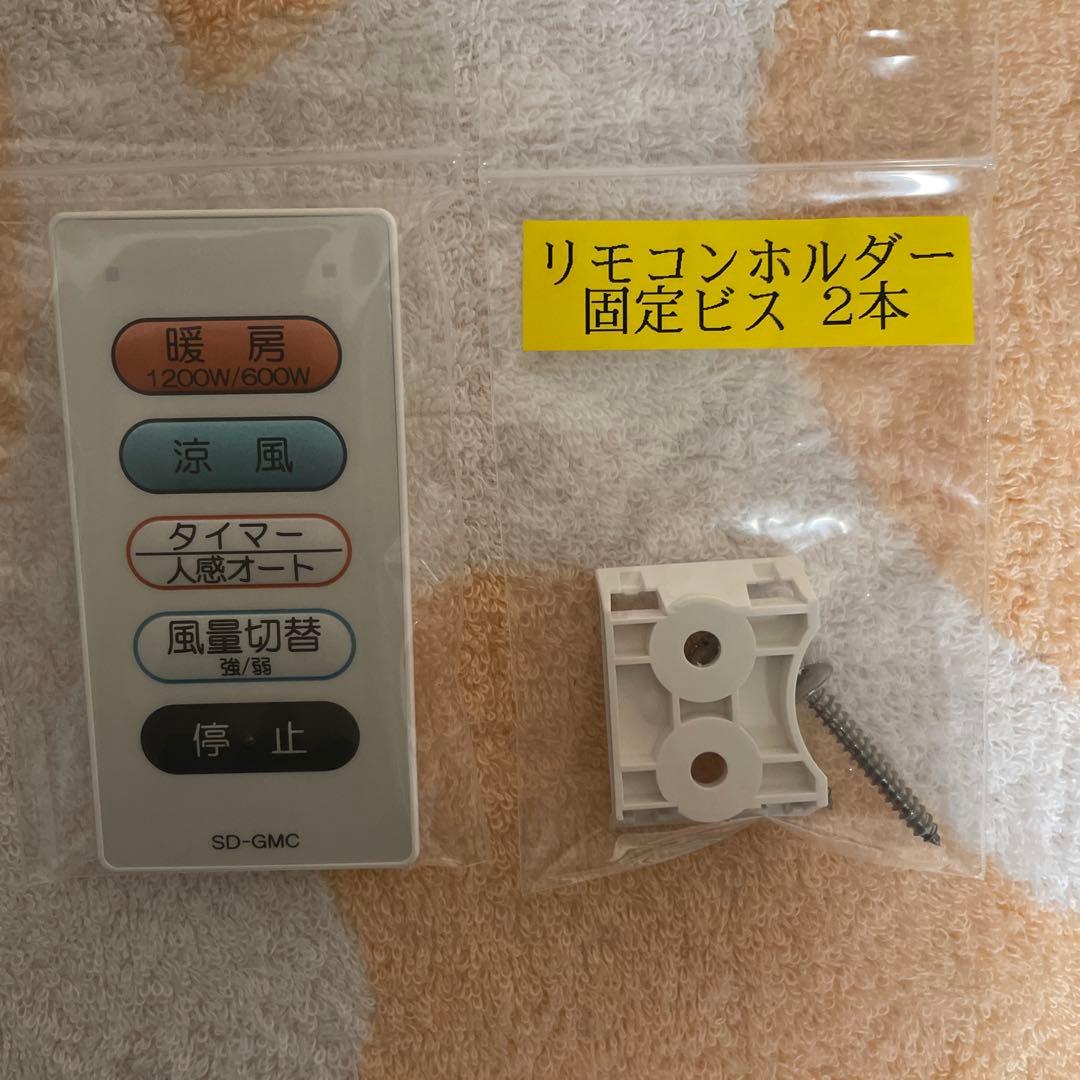 暖房
1200W/600W
涼風
タイマー
人感オート
風量切替
強/弱
停止
SD-GMC
リモコンホルダー
固定ビス 2本